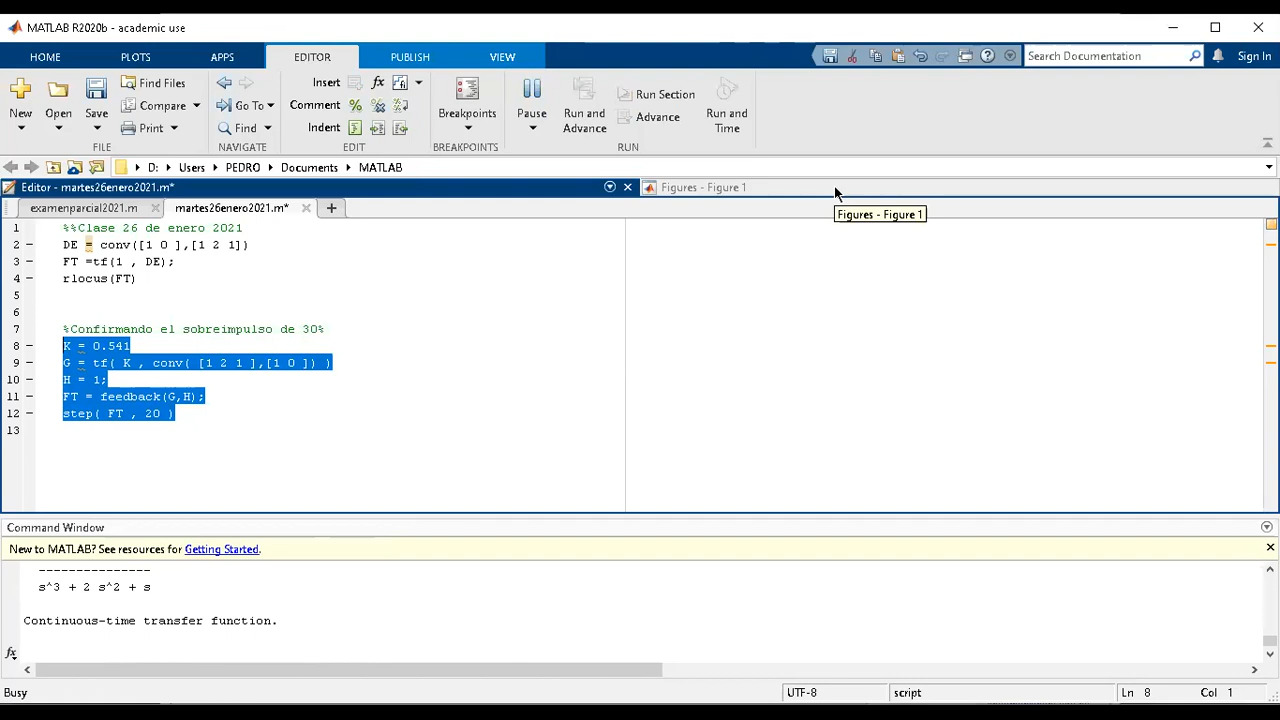 MATLAB R2020b - academic use
HOME PLOTS APPS EDITOR PUBLISH VIEW Search Documentation Sign In
New Open Save Find Files Compare Print Go To Find Insert Comment Indent Breakpoints Pause Run and Advance Run Section Advance Run and Time
FILE NAVIGATE EDIT BREAKPOINTS RUN
D: Users PEDRO Documents MATLAB
Editor - martes26enero2021.m* Figures - Figure 1
examenparcial2021.m martes26enero2021.m* Figures - Figure 1
1 %%Clase 26 de enero 2021
2 DE = conv([1 0 ],[1 2 1])
3 FT =tf(1 , DE);
4 rlocus(FT)
5
6
7 %Confirmando el sobreimpulso de 30%
8 K = 0.541
9 G = tf( K , conv( [1 2 1 ],[1 0 ]) )
10 H = 1;
11 FT = feedback(G,H);
12 step( FT , 20 )
13
Command Window
New to MATLAB? See resources for Getting Started.
---------------
s^3 + 2 s^2 + s
Continuous-time transfer function.
fx
Busy UTF-8 script Ln 8 Col 1